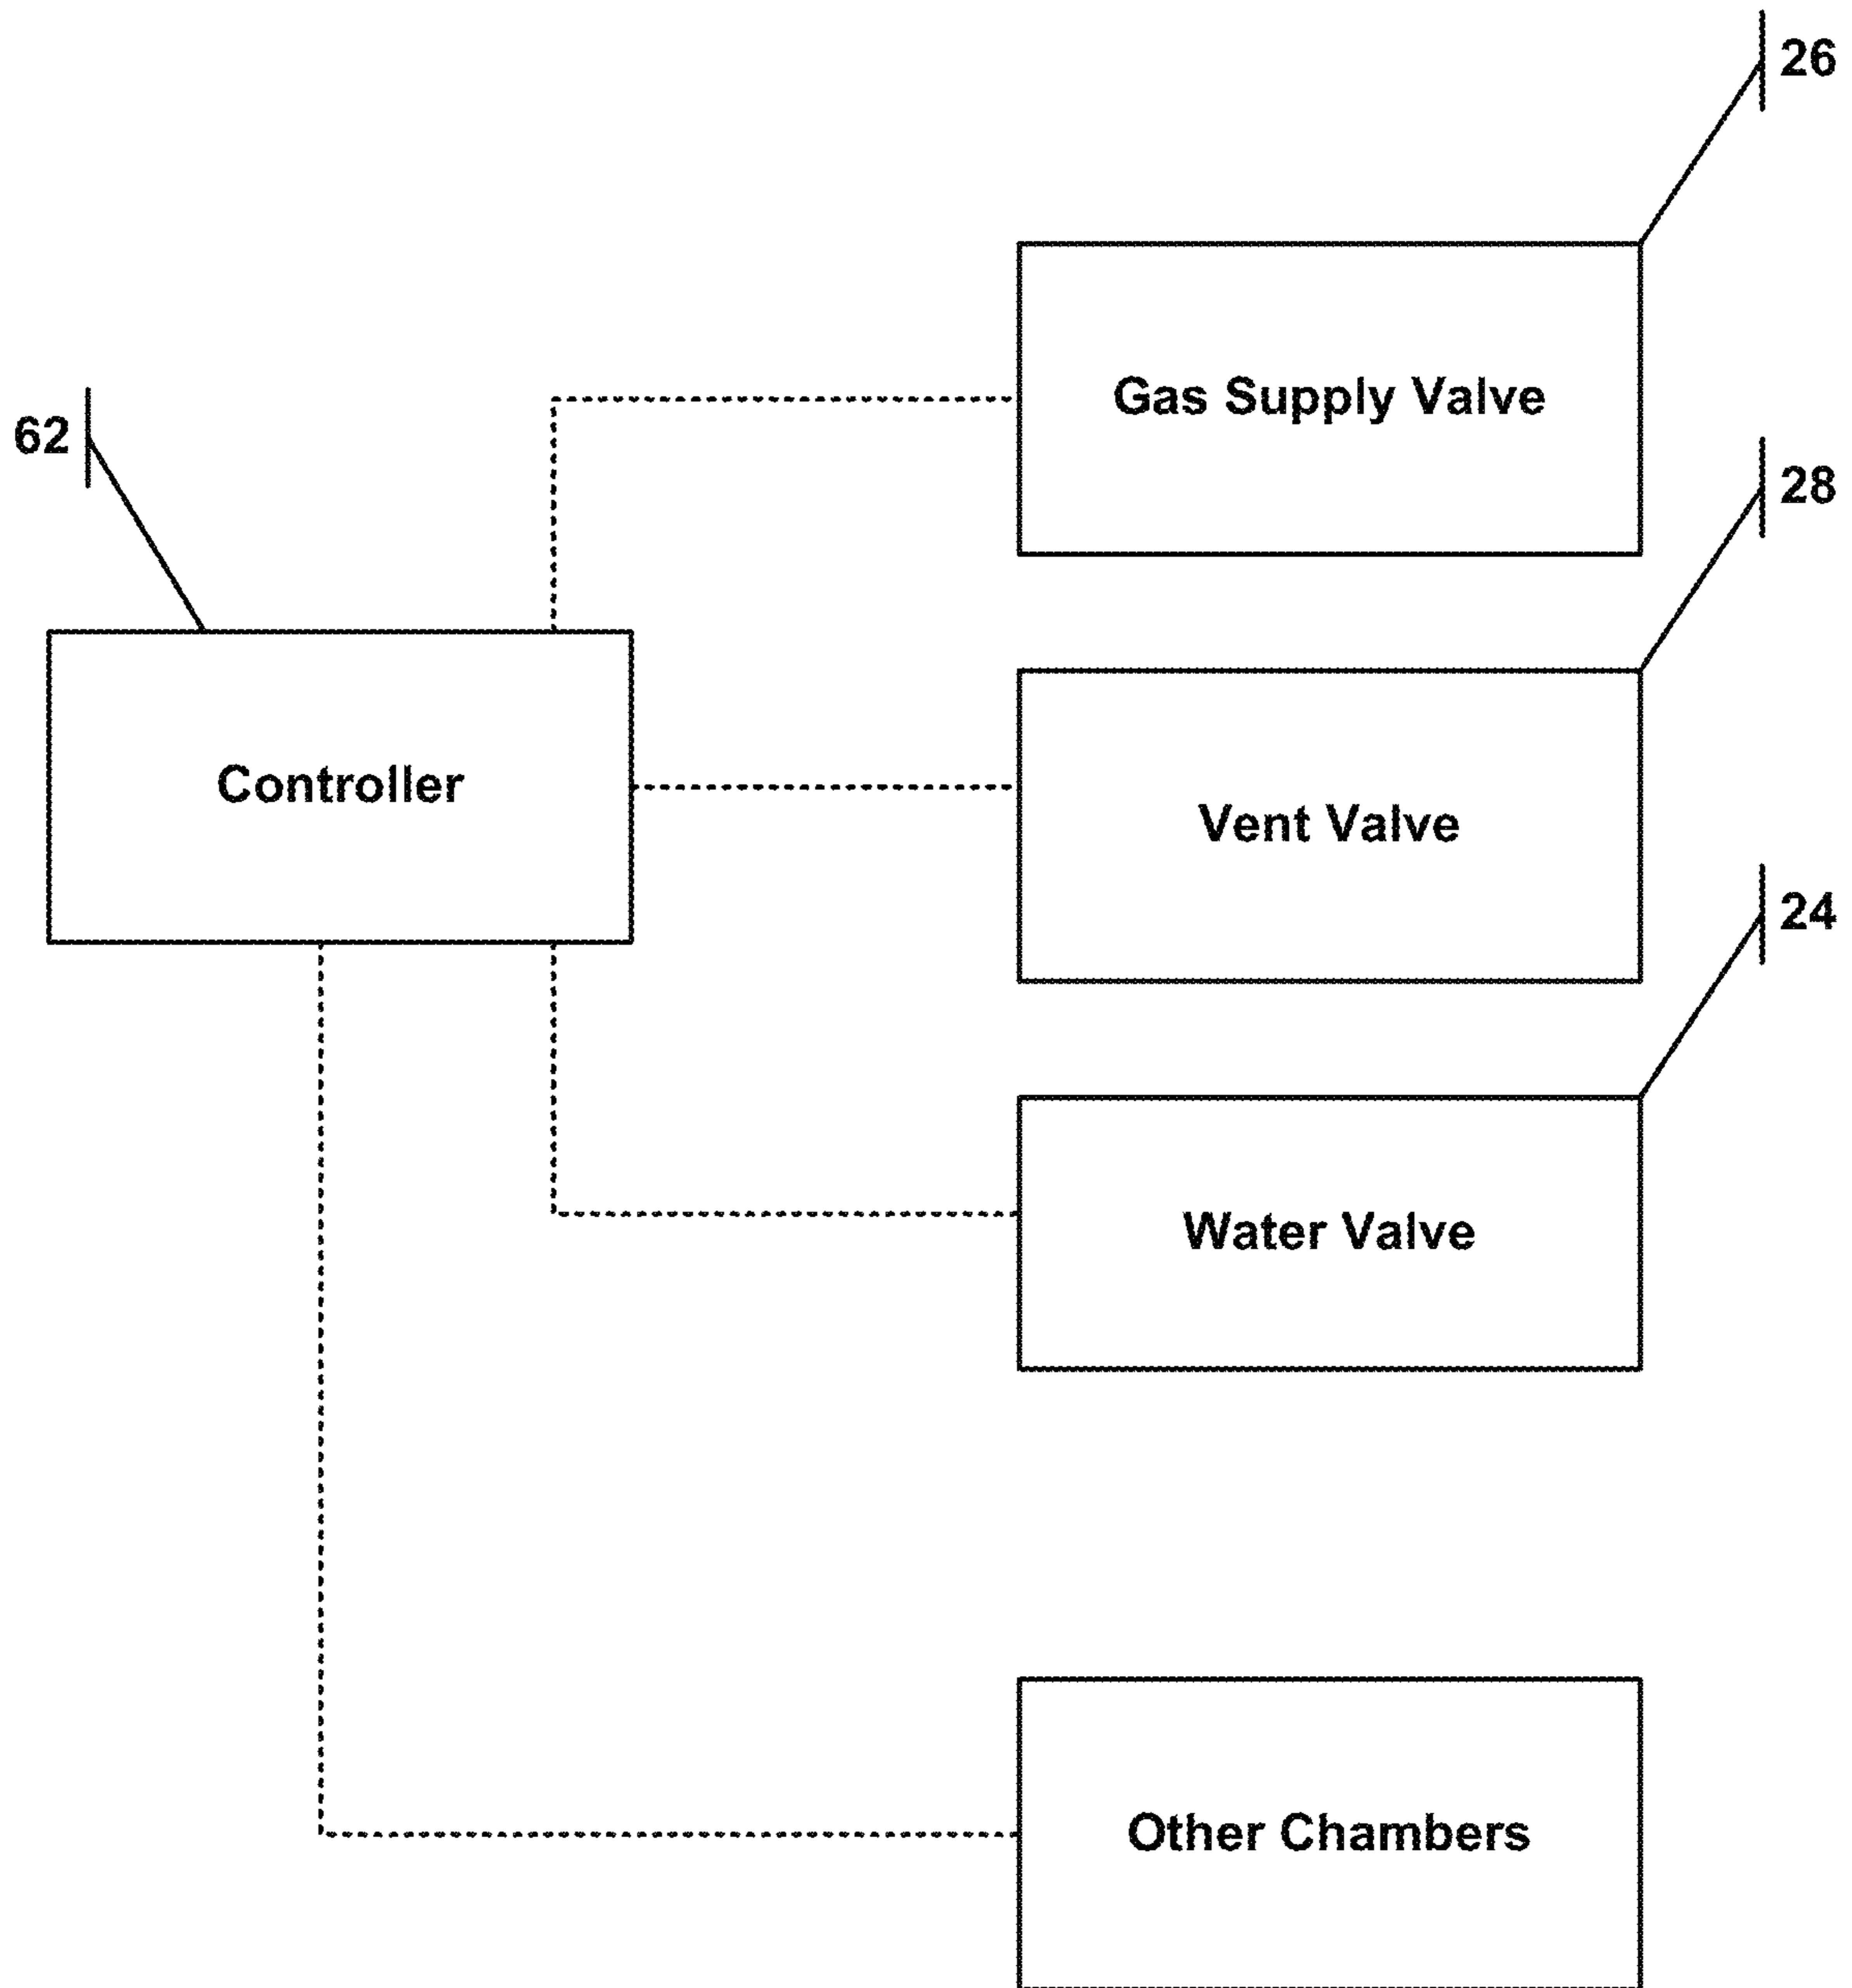 26
Gas Supply Valve
62
28
Controller
Vent Valve
24
Water Valve
Other Chambers